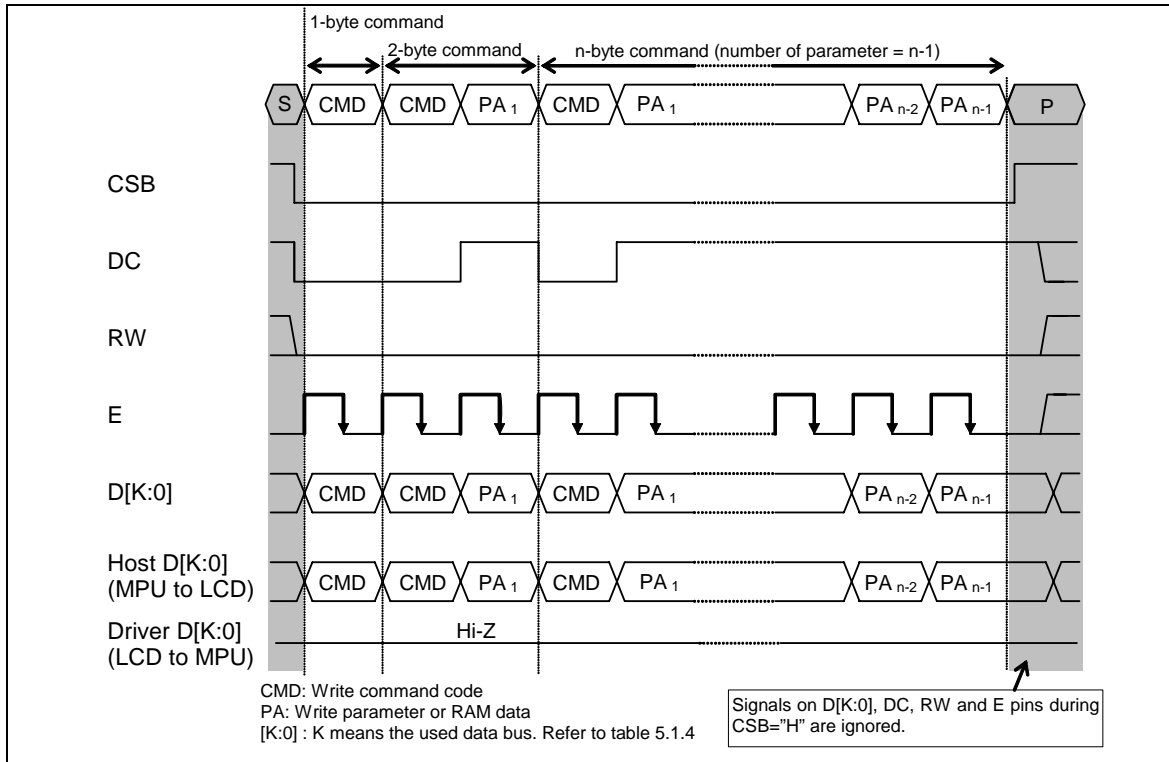 1-byte command
2-byte command
n-byte command (number of parameter = n-1)
S CMD CMD PA 1 CMD PA 1 PA n-2 PA n-1 P
CSB
DC
RW
E
D[K:0] CMD CMD PA 1 CMD PA 1 PA n-2 PA n-1
Host D[K:0]
(MPU to LCD)
CMD CMD PA 1 CMD PA 1 PA n-2 PA n-1
Driver D[K:0]
(LCD to MPU)
Hi-Z
CMD: Write command code
PA: Write parameter or RAM data
[K:0] : K means the used data bus. Refer to table 5.1.4
Signals on D[K:0], DC, RW and E pins during
CSB="H" are ignored.